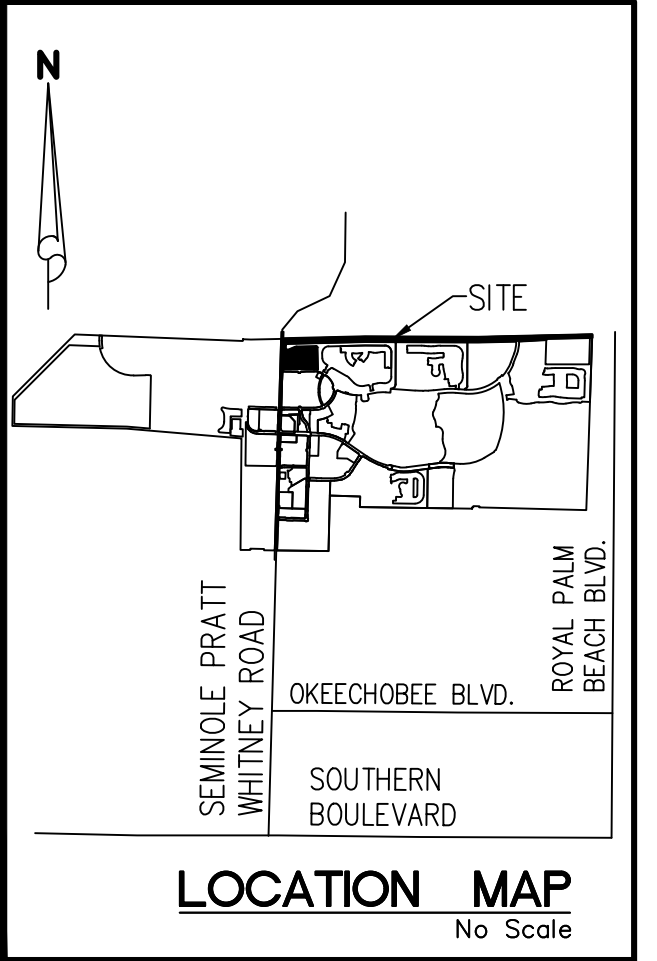 N
SITE
SEMINOLE PRATT
WHITNEY ROAD
ROYAL PALM
BEACH BLVD.
OKEECHOBEE BLVD.
SOUTHERN
BOULEVARD
LOCATION MAP
No Scale